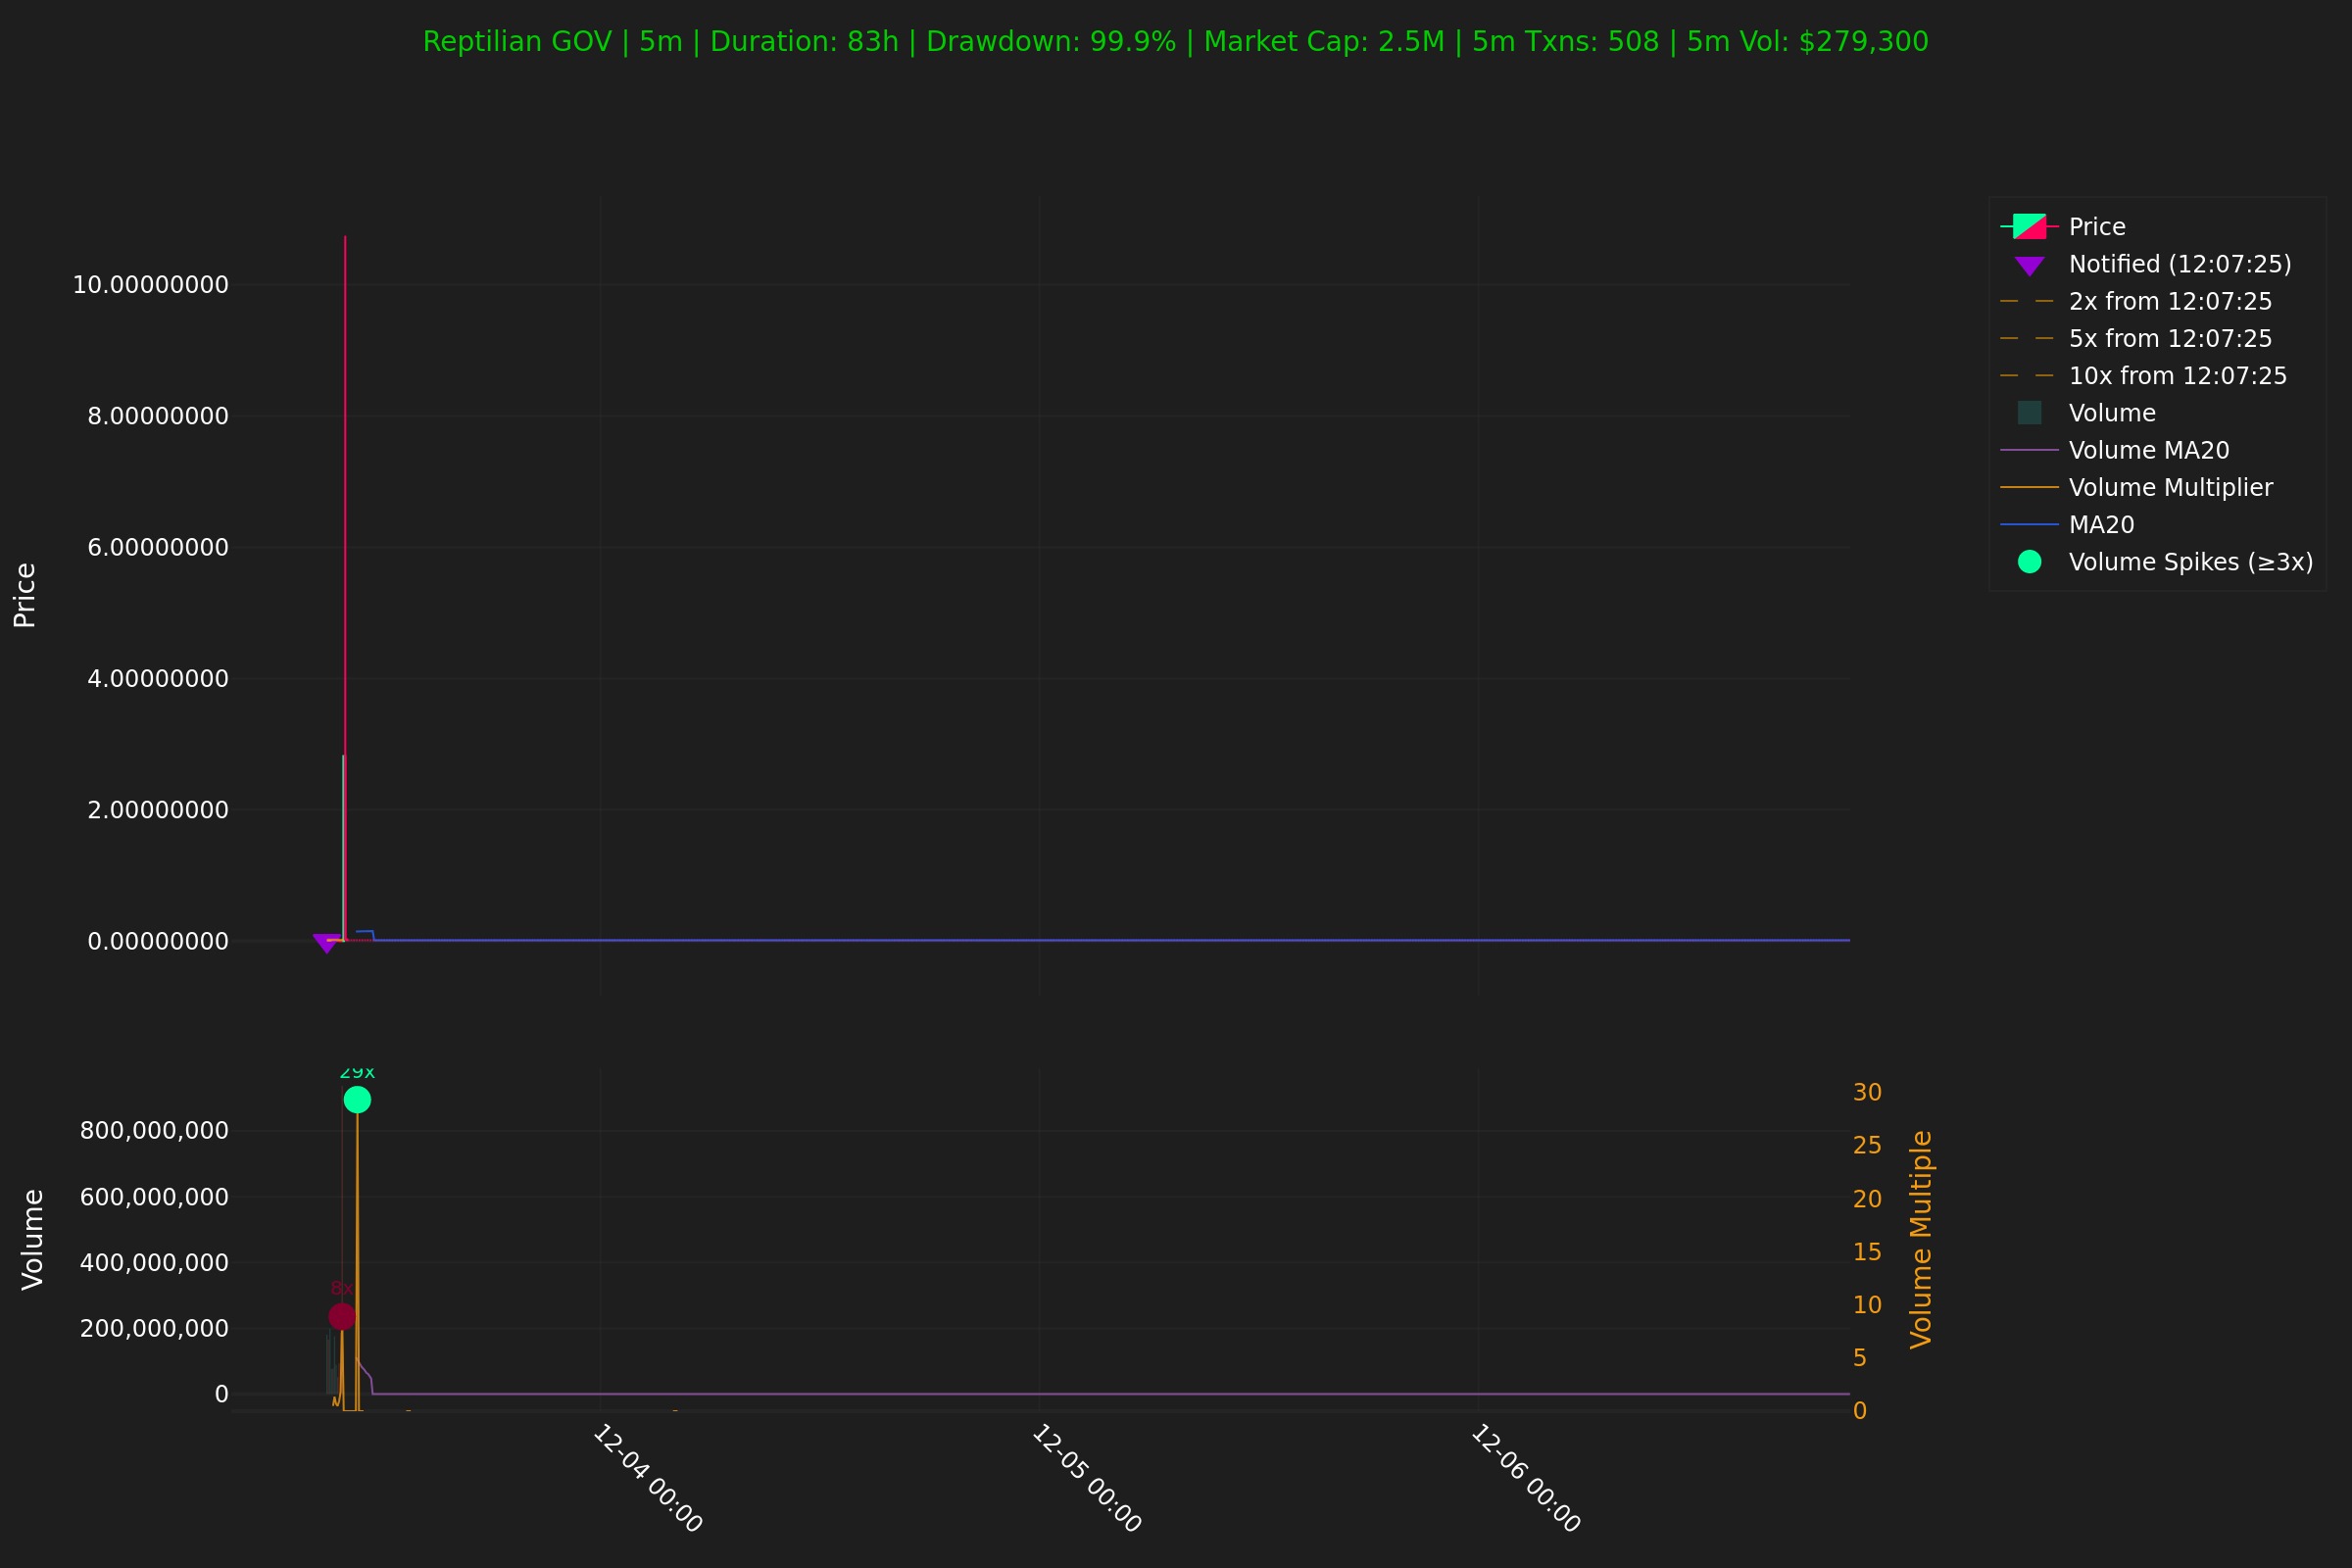 Reptilian GOV | 5m | Duration: 83h | Drawdown: 99.9% | Market Cap: 2.5M | 5m Txns: 508 | 5m Vol: $279,300
Price
10.00000000
8.00000000
6.00000000
4.00000000
2.00000000
0.00000000
Price
Notified (12:07:25)
2x from 12:07:25
5x from 12:07:25
10x from 12:07:25
Volume
Volume MA20
Volume Multiplier
MA20
Volume Spikes (≥3x)
Volume
800,000,000
600,000,000
400,000,000
200,000,000
0
29x
8x
30
25
20
15
10
5
0
Volume Multiple
12-04 00:00
12-05 00:00
12-06 00:00